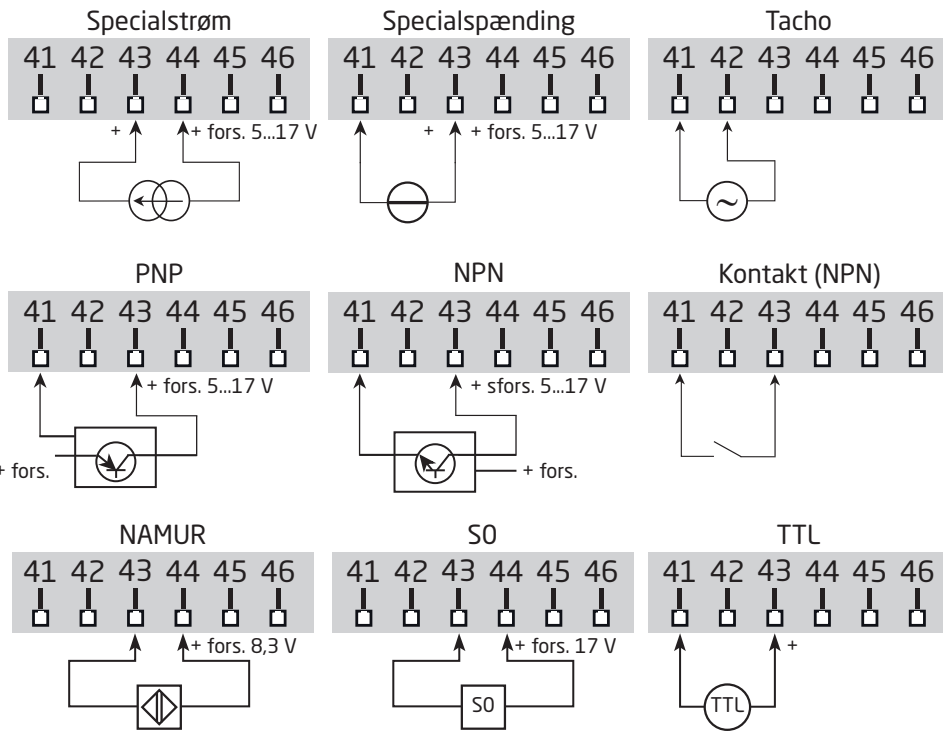 Specialstrøm
41 42 43 44 45 46
+ + fors. 5...17 V
Specialspænding
41 42 43 44 45 46
+ + fors. 5...17 V
Tacho
41 42 43 44 45 46
~
PNP
41 42 43 44 45 46
+ fors. 5...17 V
+ fors.
NPN
41 42 43 44 45 46
+ sfors. 5...17 V
+ fors.
Kontakt (NPN)
41 42 43 44 45 46
NAMUR
41 42 43 44 45 46
+ fors. 8,3 V
S0
41 42 43 44 45 46
+ fors. 17 V
S0
TTL
41 42 43 44 45 46
+
TTL